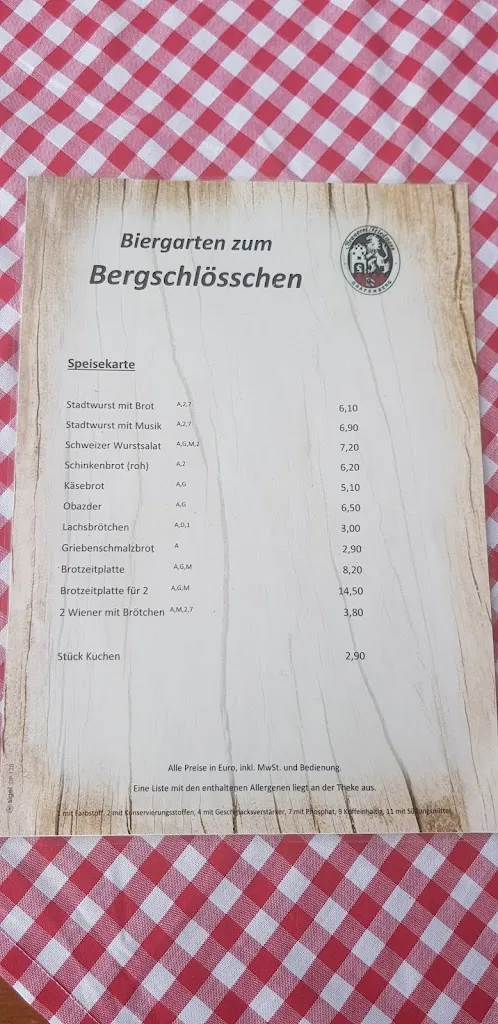 Biergarten zum
Bergschlösschen
Speisekarte
Stadtwurst mit Brot A,2,7 6,10
Stadtwurst mit Musik A,2,7 6,90
Schweizer Wurstsalat A,G,M,2 7,20
Schinkenbrot (roh) A,2 6,20
Käsebrot A,G 5,10
Obazder A,G 6,50
Lachsbrötchen A,D,1 3,00
Griebenschmalzbrot A 2,90
Brotzeitplatte A,G,M 8,20
Brotzeitplatte für 2 A,G,M 14,50
2 Wiener mit Brötchen A,M,2,7 3,80
Stück Kuchen 2,90
Alle Preise in Euro, inkl. MwSt. und Bedienung.
Eine Liste mit den enthaltenen Allergenen liegt an der Theke aus.
1 mit Farbstoff, 2 mit Konservierungsstoffen, 4 mit Geschmacksverstärker, 7 mit Phosphat, 9 Koffeinhaltig, 11 mit Süßungsmittel
sigel